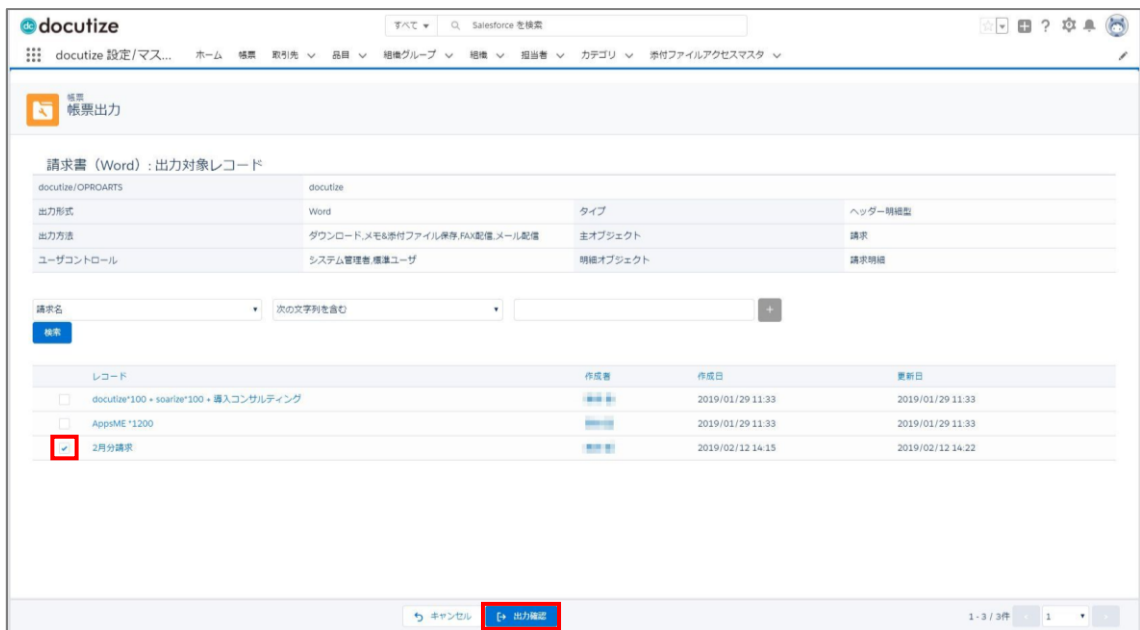 docutize
すべて Salesforce を検索
docutize 設定/マス... ホーム 帳票 取引先 品目 組織グループ 組織 担当者 カテゴリ 添付ファイルアクセスマスタ
帳票
帳票出力
請求書（Word）: 出力対象レコード
docutize/OPROARTS docutize
出力形式 Word タイプ ヘッダー明細型
出力方法 ダウンロード,メモ&添付ファイル保存,FAX配信,メール配信 主オブジェクト 請求
ユーザコントロール システム管理者,標準ユーザ 明細オブジェクト 請求明細
請求名 次の文字列を含む +
検索
レコード 作成者 作成日 更新日
docutize*100 + soarize*100 + 導入コンサルティング 2019/01/29 11:33 2019/01/29 11:33
AppsME *1200 2019/01/29 11:33 2019/01/29 11:33
2月分請求 2019/02/12 14:15 2019/02/12 14:22
キャンセル 出力確認 1 - 3 / 3件 1